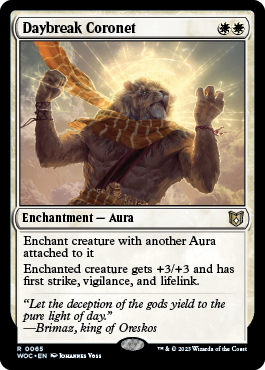 Daybreak Coronet
Enchantment — Aura
Enchant creature with another Aura
attached to it
Enchanted creature gets +3/+3 and has
first strike, vigilance, and lifelink.
“Let the deception of the gods yield to the
pure light of day.”
—Brimaz, king of Oreskos
R 0065
WOC • EN Johannes Voss
™ & © 2023 Wizards of the Coast